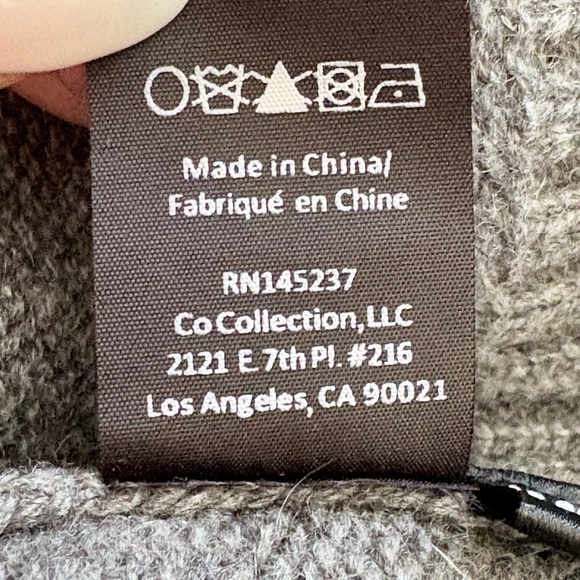 Made in China/
Fabriqué en Chine
RN145237
Co Collection, LLC
2121 E 7th Pl. #216
Los Angeles, CA 90021